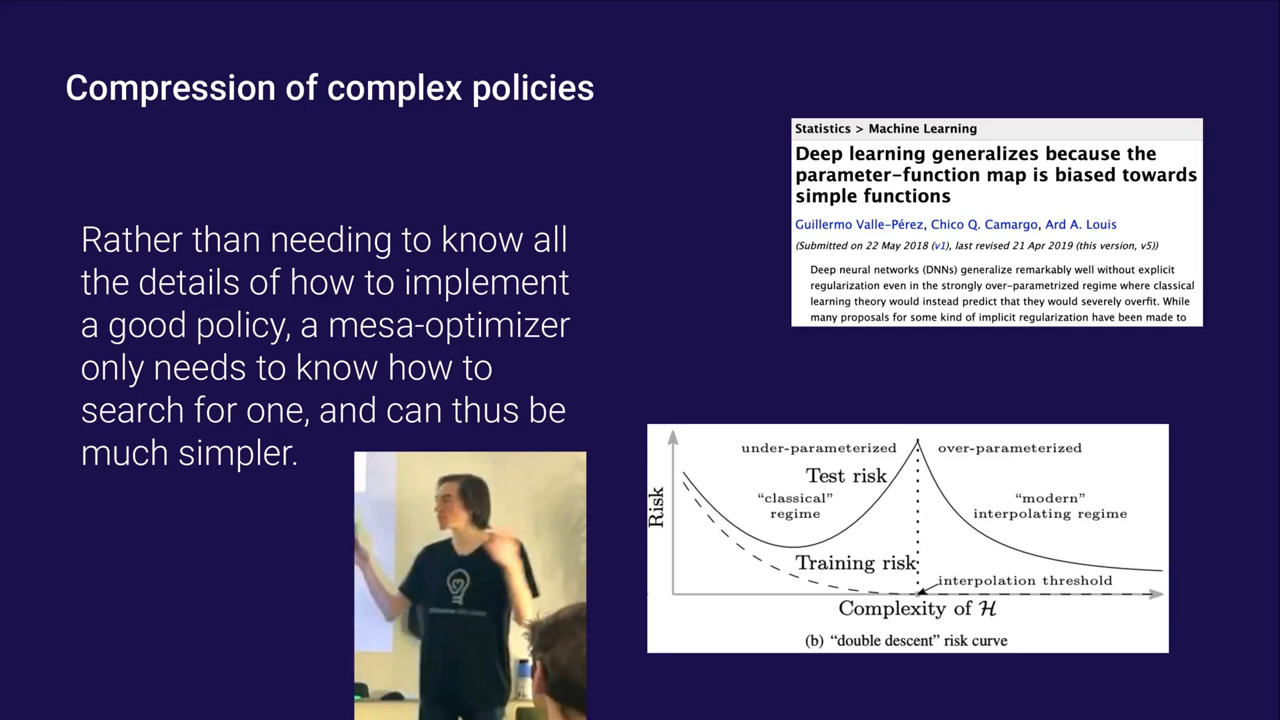 Compression of complex policies
Rather than needing to know all
the details of how to implement
a good policy, a mesa-optimizer
only needs to know how to
search for one, and can thus be
much simpler.
Statistics > Machine Learning
Deep learning generalizes because the
parameter-function map is biased towards
simple functions
Guillermo Valle-Pérez, Chico Q. Camargo, Ard A. Louis
(Submitted on 22 May 2018 (v1), last revised 21 Apr 2019 (this version, v5))
Deep neural networks (DNNs) generalize remarkably well without explicit
regularization even in the strongly over-parametrized regime where classical
learning theory would instead predict that they would severely overfit. While
many proposals for some kind of implicit regularization have been made to
under-parameterized
over-parameterized
Test risk
"classical"
regime
"modern"
interpolating regime
Risk
Training risk
interpolation threshold
Complexity of ℋ
(b) "double descent" risk curve